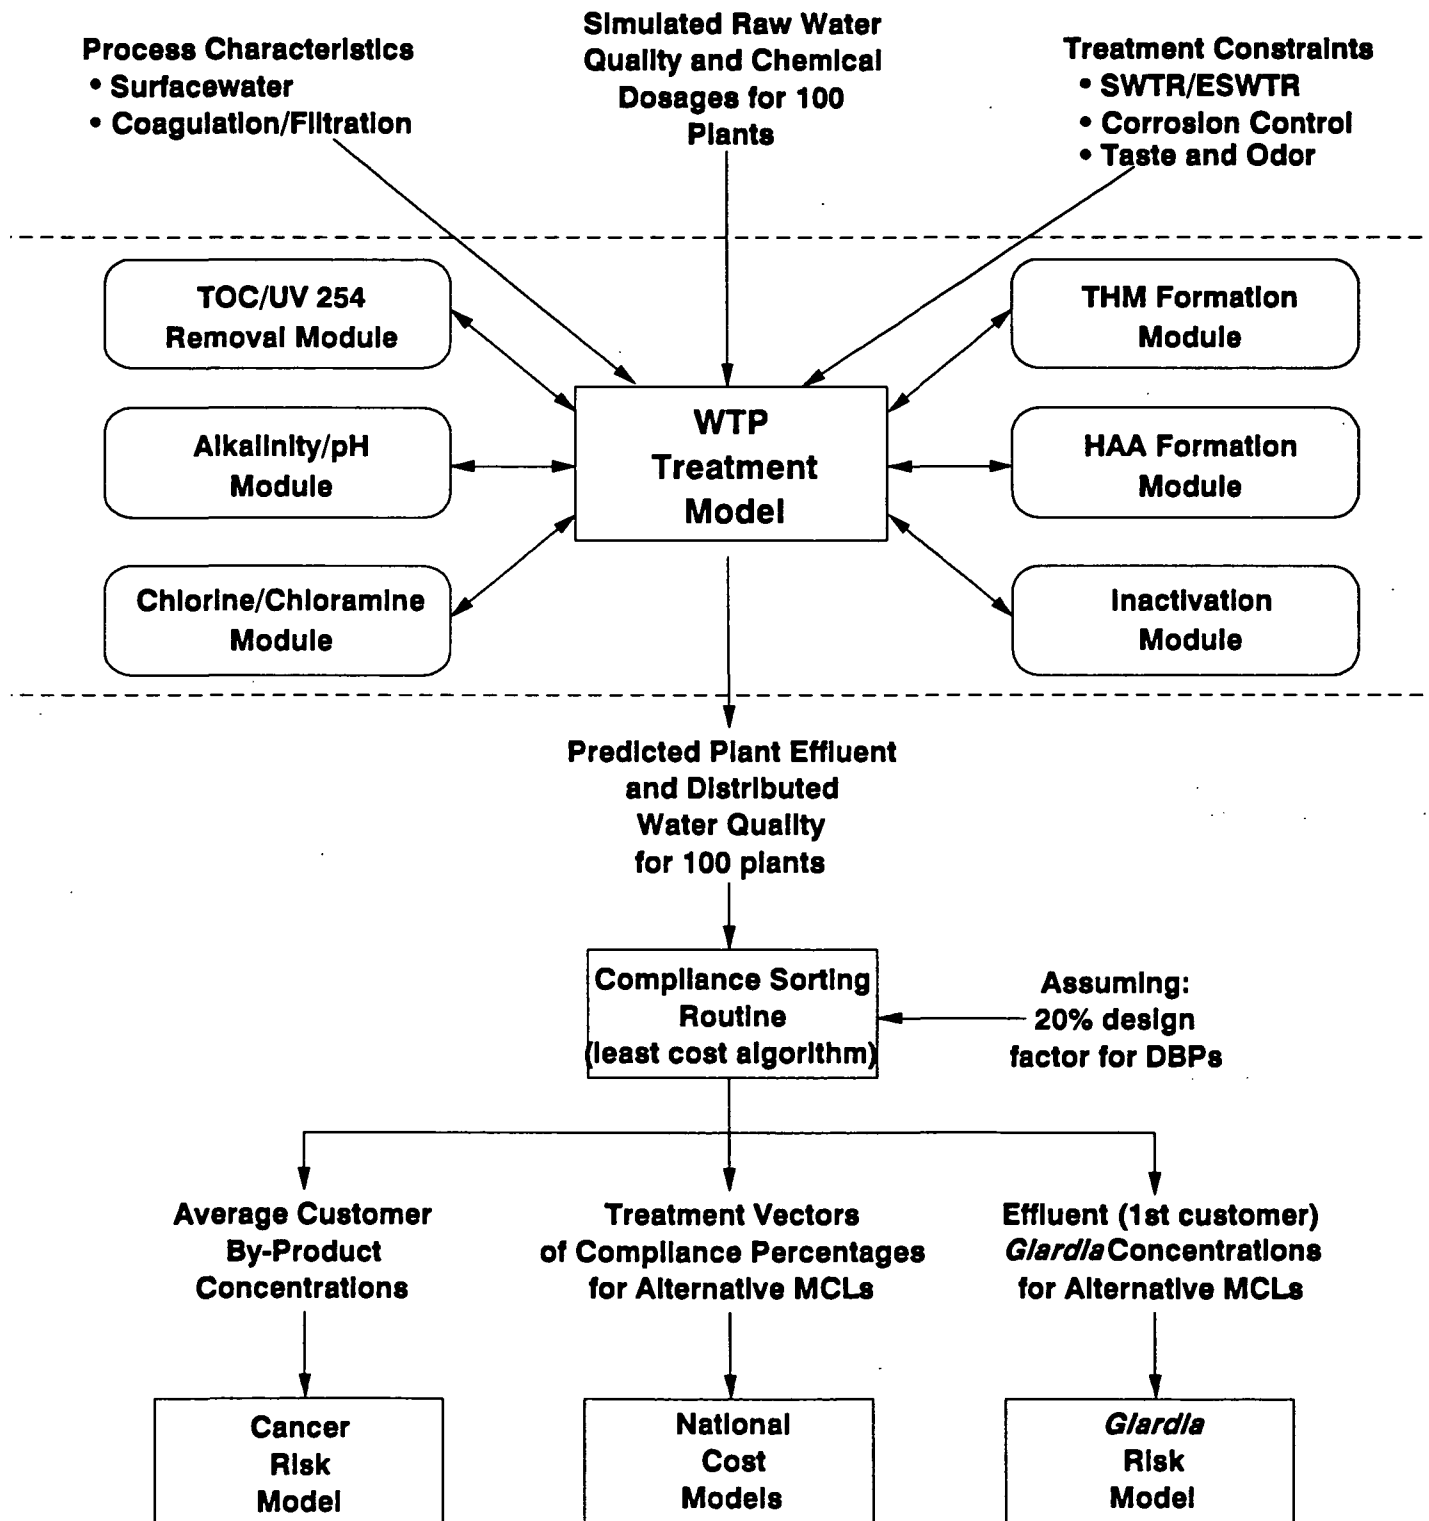 Process Characteristics
• Surfacewater
• Coagulation/Filtration
Simulated Raw Water
Quality and Chemical
Dosages for 100
Plants
Treatment Constraints
• SWTR/ESWTR
• Corrosion Control
• Taste and Odor
TOC/UV 254
Removal Module
Alkalinity/pH
Module
Chlorine/Chloramine
Module
WTP
Treatment
Model
THM Formation
Module
HAA Formation
Module
Inactivation
Module
Predicted Plant Effluent
and Distributed
Water Quality
for 100 plants
Compliance Sorting
Routine
(least cost algorithm)
Assuming:
20% design
factor for DBPs
Average Customer
By-Product
Concentrations
Treatment Vectors
of Compliance Percentages
for Alternative MCLs
Effluent (1st customer)
Giardia Concentrations
for Alternative MCLs
Cancer
Risk
Model
National
Cost
Models
Giardia
Risk
Model